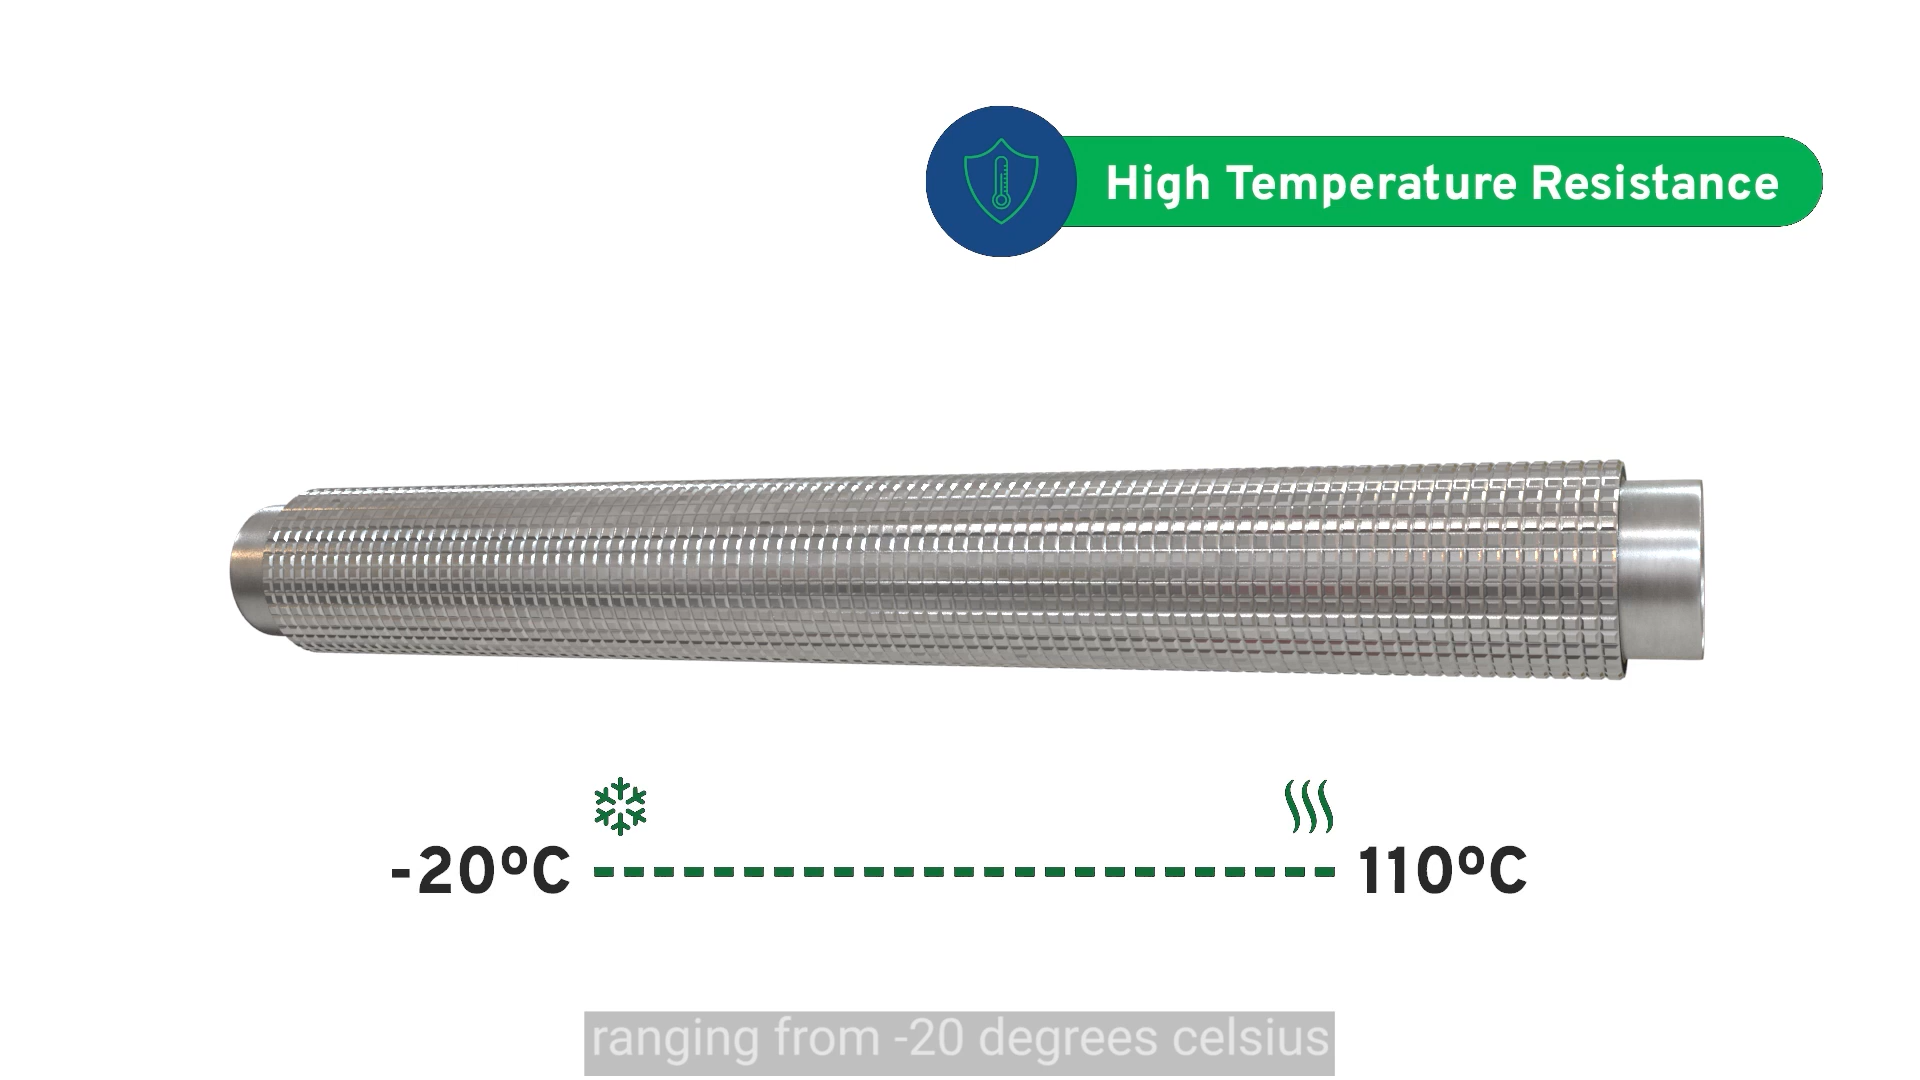 High Temperature Resistance
-20ºC
110ºC
ranging from -20 degrees celsius